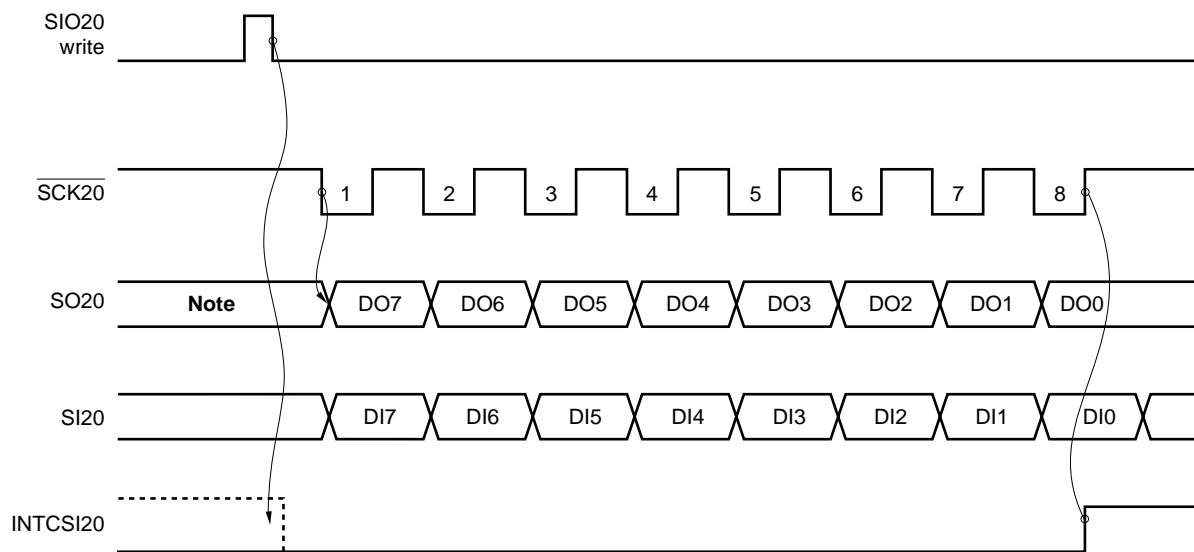 SIO20
write
SCK20
1 2 3 4 5 6 7 8
SO20
Note DO7 DO6 DO5 DO4 DO3 DO2 DO1 DO0
SI20
DI7 DI6 DI5 DI4 DI3 DI2 DI1 DI0
INTCSI20